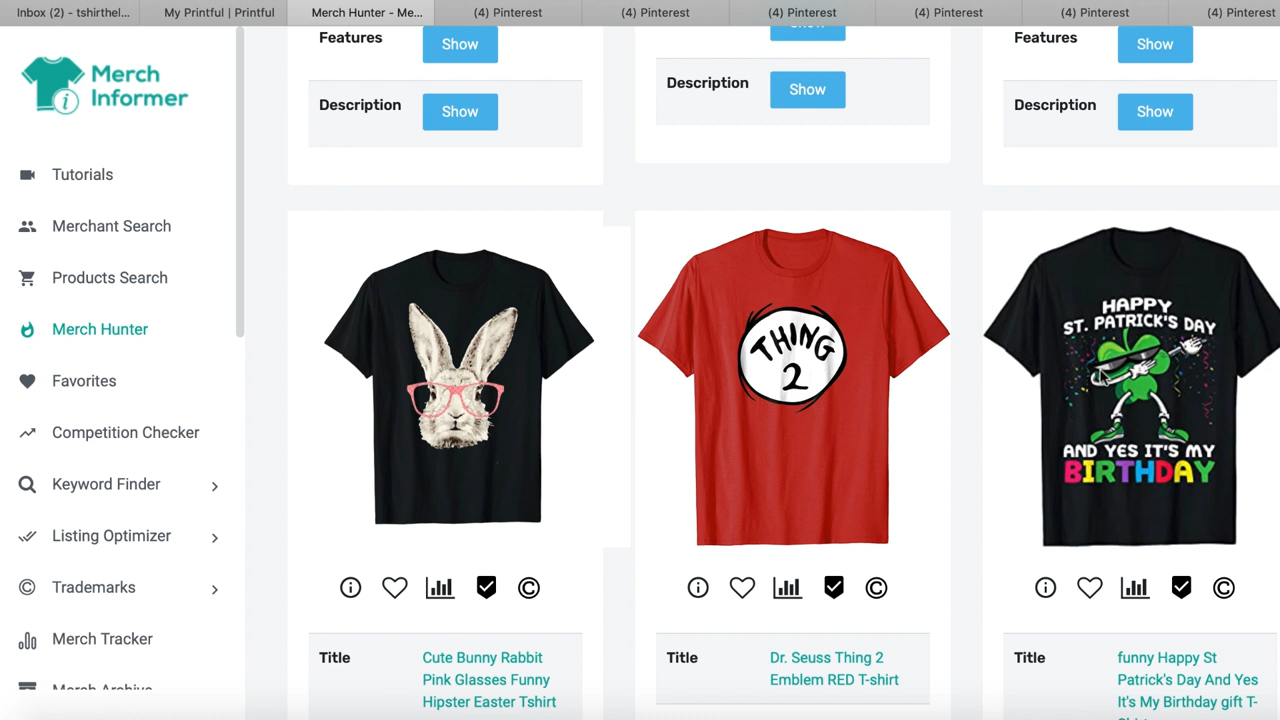 Inbox (2) - tshirthel...
My Printful | Printful
Merch Hunter - Me...
(4) Pinterest
(4) Pinterest
(4) Pinterest
(4) Pinterest
(4) Pinterest
(4) Pinterest
Merch
Informer
Tutorials
Merchant Search
Products Search
Merch Hunter
Favorites
Competition Checker
Keyword Finder
Listing Optimizer
Trademarks
Merch Tracker
Merch Archive
Features
Show
Description
Show
Show
Description
Show
Features
Show
Description
Show
THING
2
HAPPY
ST. PATRICK'S DAY
AND YES IT'S MY
BIRTHDAY
Title
Cute Bunny Rabbit
Pink Glasses Funny
Hipster Easter Tshirt
Title
Dr. Seuss Thing 2
Emblem RED T-shirt
Title
funny Happy St
Patrick's Day And Yes
It's My Birthday gift T-